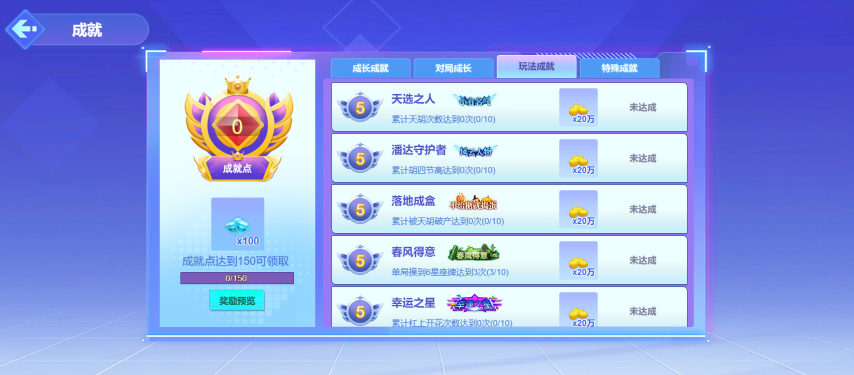 成就
成长成就
对局成长
玩法成就
特殊成就
0
成就点
x100
成就点达到150可领取
0/150
奖励预览
5
天选之人
累计天胡次数达到0次(0/10)
x20万
未达成
5
潘达守护者
累计胡四节高达到0次(0/10)
x20万
未达成
5
落地成盒
累计被天胡破产达到0次(0/10)
x20万
未达成
5
春风得意
春风得意
单局摸到6星座牌达到3次(3/10)
x20万
未达成
5
幸运之星
累计杠上开花次数达到0次(0/10)
x20万
未达成